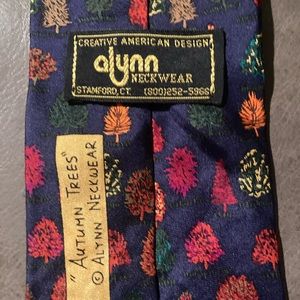 CREATIVE AMERICAN DESIGN
alynn
NECKWEAR
STAMFORD, CT. (800)252-5966
"AUTUMN TREES"
© ALYNN NECKWEAR